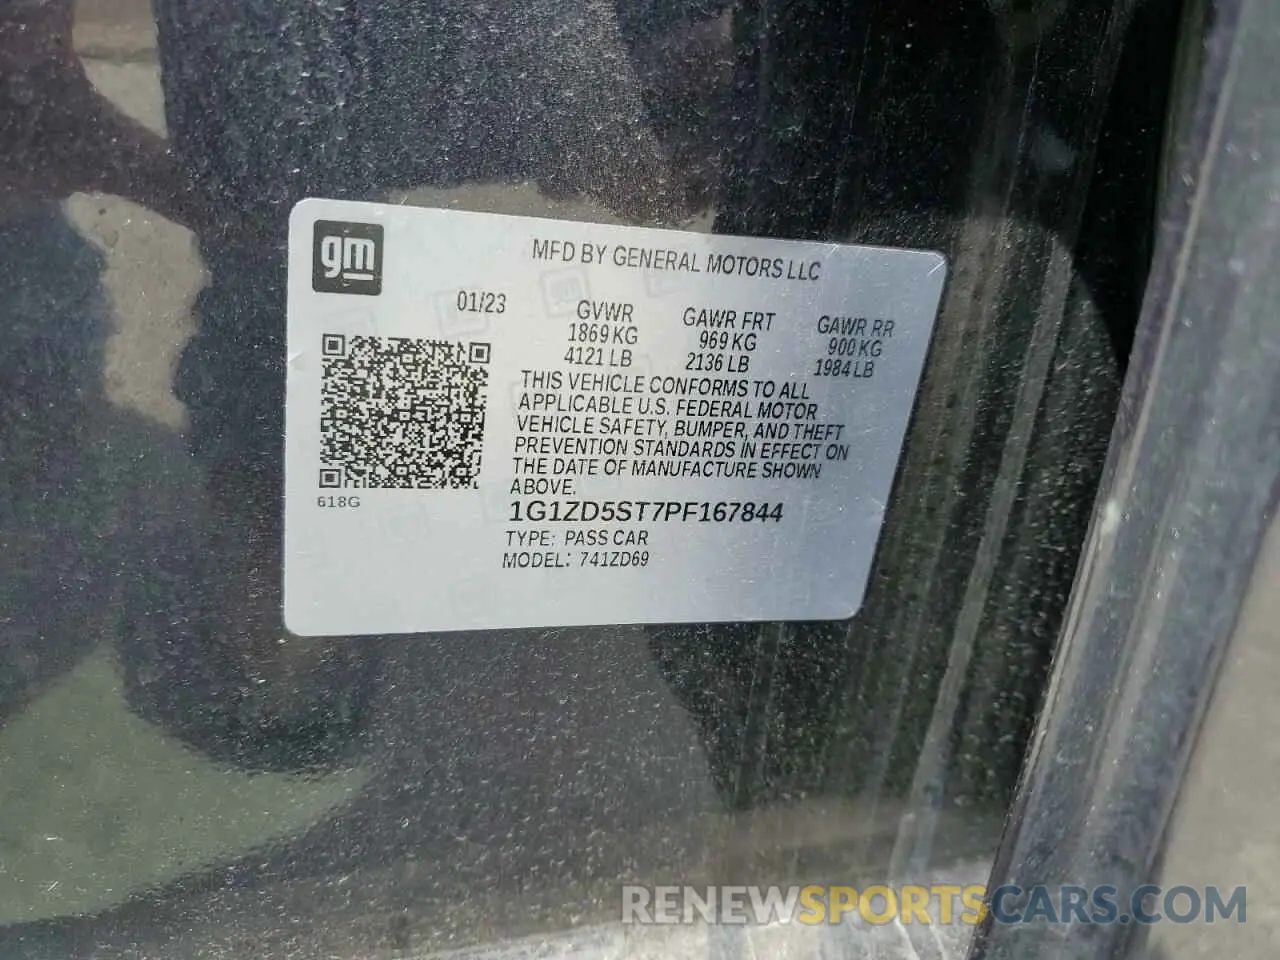 gm
MFD BY GENERAL MOTORS LLC
01/23
GVWR
1869 KG
4121 LB
GAWR FRT
969 KG
2136 LB
GAWR RR
900 KG
1984 LB
THIS VEHICLE CONFORMS TO ALL
APPLICABLE U.S. FEDERAL MOTOR
VEHICLE SAFETY, BUMPER, AND THEFT
PREVENTION STANDARDS IN EFFECT ON
THE DATE OF MANUFACTURE SHOWN
ABOVE.
618G
1G1ZD5ST7PF167844
TYPE: PASS CAR
MODEL: 741ZD69
RENEWSPORTSCARS.COM